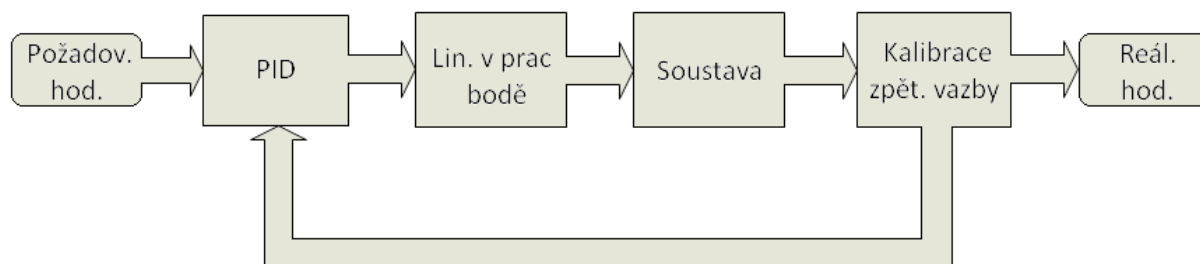 Požadov.
hod.
PID
Lin. v prac
bodě
Soustava
Kalibrace
zpět. vazby
Reál.
hod.